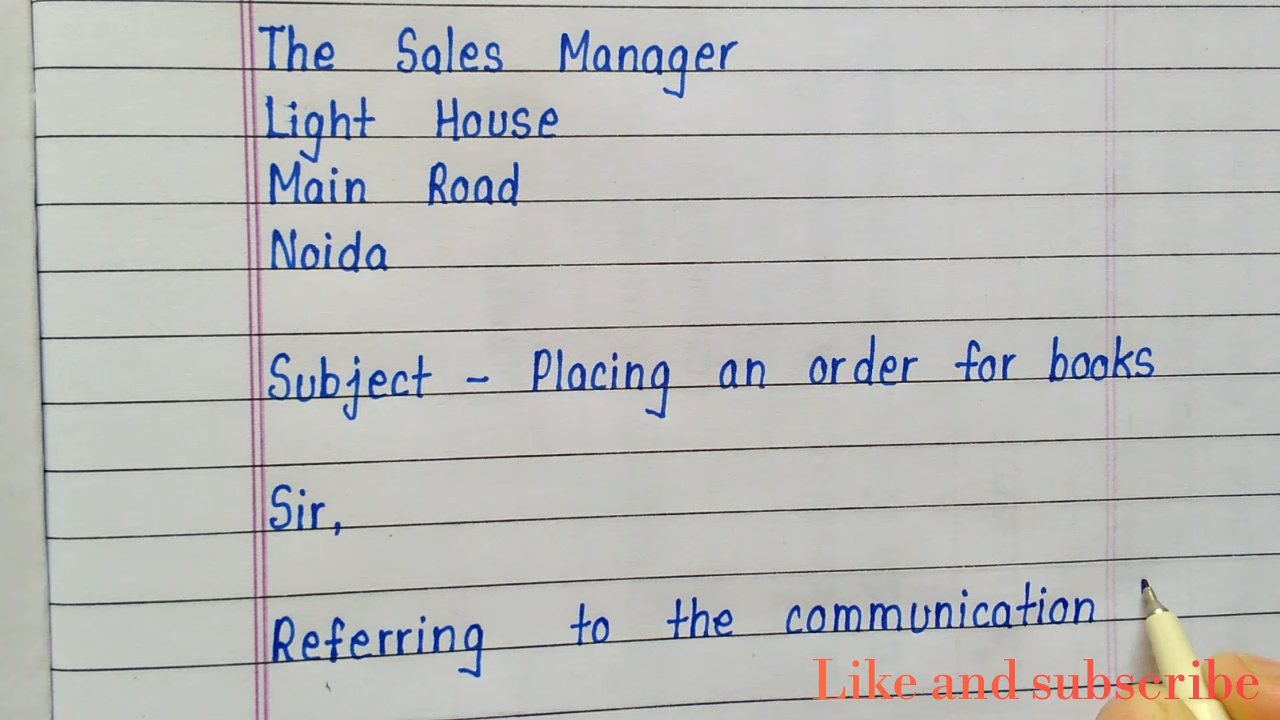 The Sales Manager
Light House
Main Road
Noida
Subject - Placing an order for books
Sir,
Referring to the communication
Like and subscribe